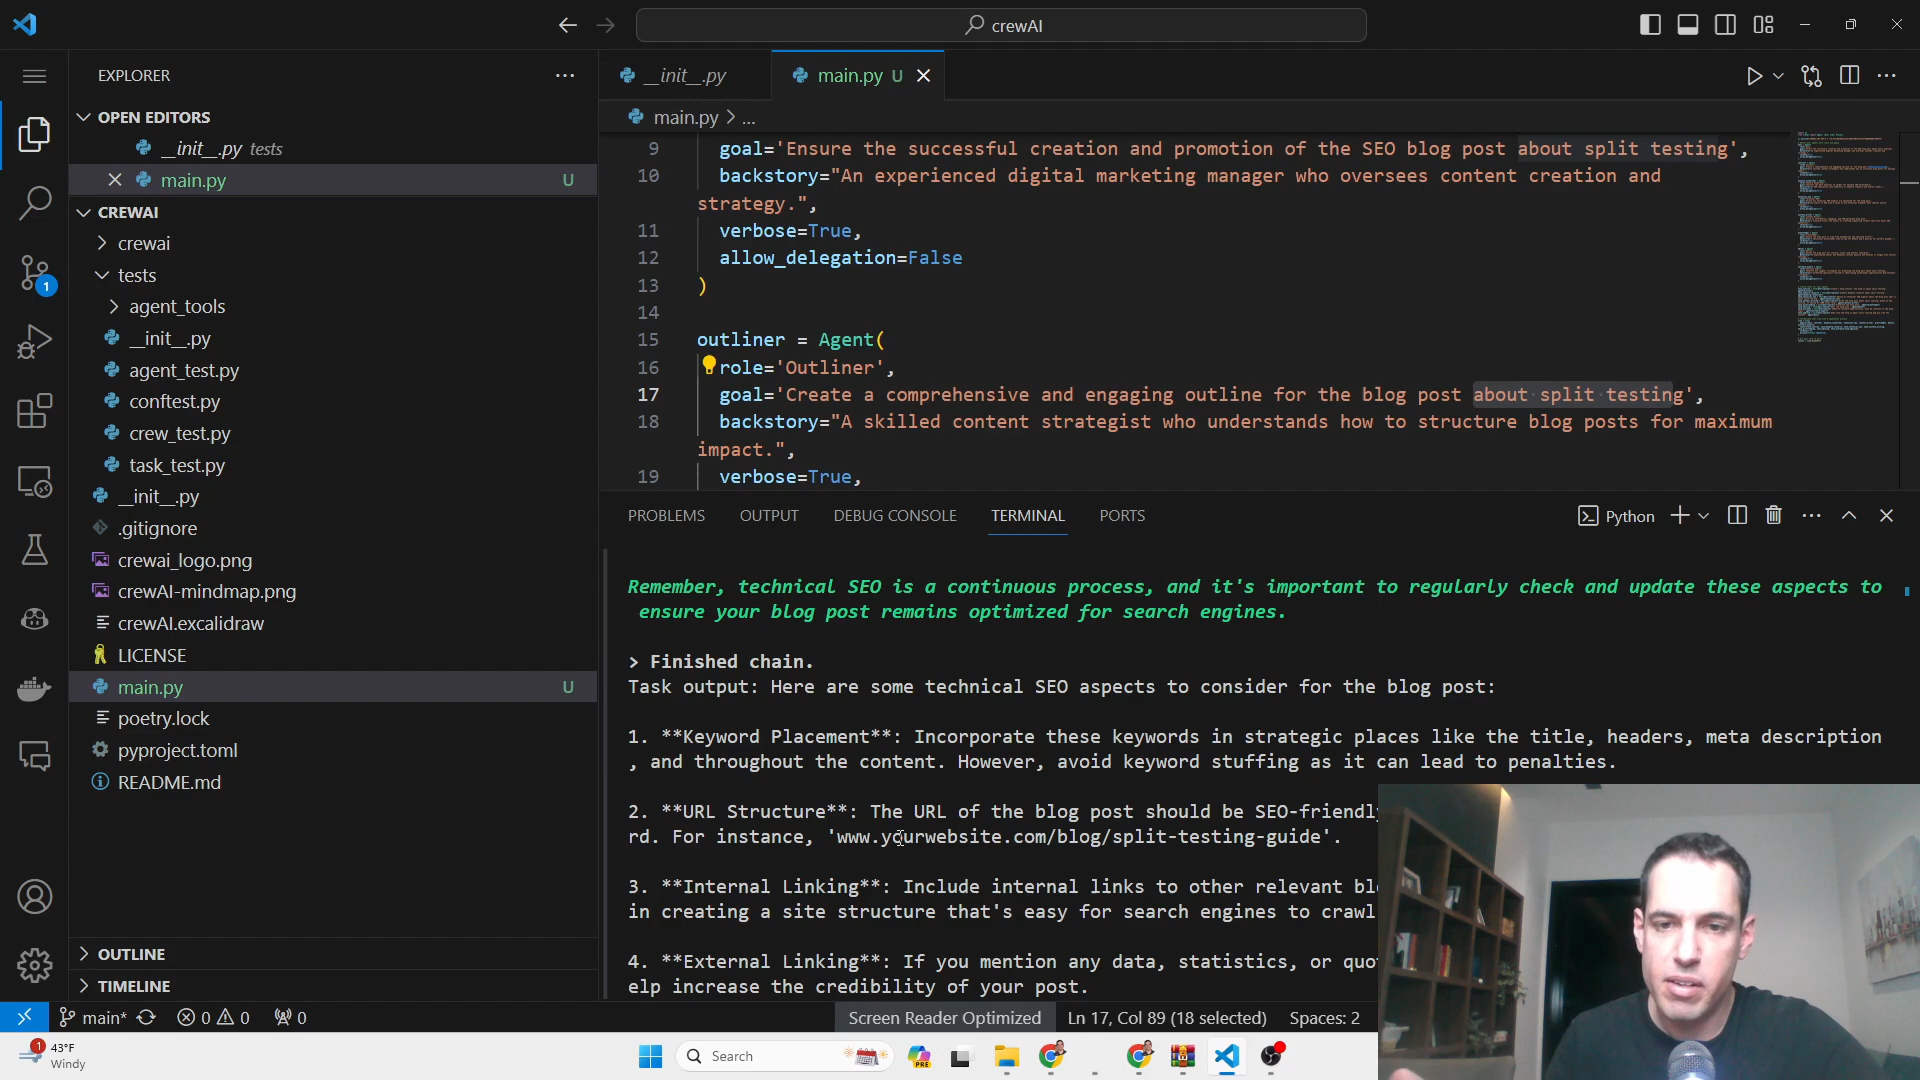 crewAI
EXPLORER
OPEN EDITORS
__init__.py tests
main.py U
CREWAI
crewai
tests
agent_tools
__init__.py
agent_test.py
conftest.py
crew_test.py
task_test.py
__init__.py
.gitignore
crewai_logo.png
crewAI-mindmap.png
crewAI.excalidraw
LICENSE
main.py U
poetry.lock
pyproject.toml
README.md
OUTLINE
TIMELINE
1
__init__.py
main.py U
main.py > ...
9 goal='Ensure the successful creation and promotion of the SEO blog post about split testing',
10 backstory="An experienced digital marketing manager who oversees content creation and
strategy.",
11 verbose=True,
12 allow_delegation=False
13 )
14
15 outliner = Agent(
16 role='Outliner',
17 goal='Create a comprehensive and engaging outline for the blog post about split testing',
18 backstory="A skilled content strategist who understands how to structure blog posts for maximum
impact.",
19 verbose=True,
PROBLEMS OUTPUT DEBUG CONSOLE TERMINAL PORTS
Python
Remember, technical SEO is a continuous process, and it's important to regularly check and update these aspects to
ensure your blog post remains optimized for search engines.
> Finished chain.
Task output: Here are some technical SEO aspects to consider for the blog post:
1. **Keyword Placement**: Incorporate these keywords in strategic places like the title, headers, meta description
, and throughout the content. However, avoid keyword stuffing as it can lead to penalties.
2. **URL Structure**: The URL of the blog post should be SEO-friendly
rd. For instance, 'www.yourwebsite.com/blog/split-testing-guide'.
3. **Internal Linking**: Include internal links to other relevant blo
in creating a site structure that's easy for search engines to crawl
4. **External Linking**: If you mention any data, statistics, or quo
elp increase the credibility of your post.
main* 0 0 0
Screen Reader Optimized Ln 17, Col 89 (18 selected) Spaces: 2
1 43°F
Windy
Search
PRE